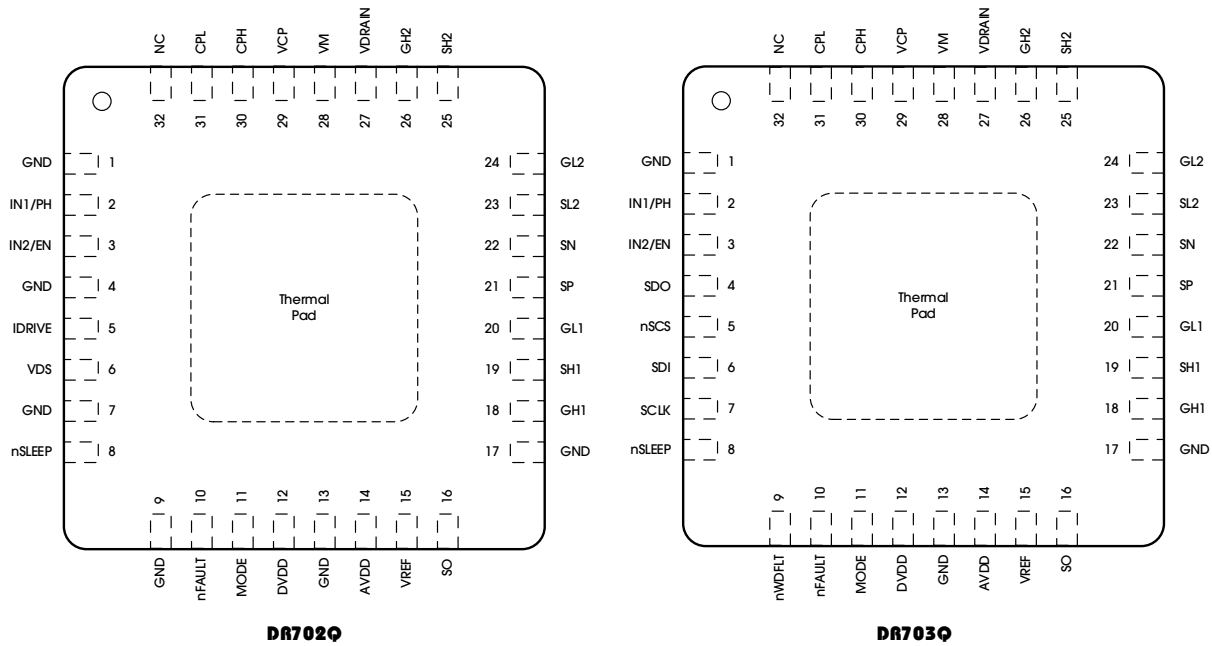 NC CPL CPH VCP VM VDRAIN GH2 SH2
32 31 30 29 28 27 26 25
GND 1 24 GL2
IN1/PH 2 23 SL2
IN2/EN 3 22 SN
GND 4 21 SP
IDRIVE 5 20 GL1
VDS 6 19 SH1
GND 7 18 GH1
nSLEEP 8 17 GND
Thermal
Pad
9 10 11 12 13 14 15 16
GND nFAULT MODE DVDD GND AVDD VREF SO
DR702Q
NC CPL CPH VCP VM VDRAIN GH2 SH2
32 31 30 29 28 27 26 25
GND 1 24 GL2
IN1/PH 2 23 SL2
IN2/EN 3 22 SN
SDO 4 21 SP
nSCS 5 20 GL1
SDI 6 19 SH1
SCLK 7 18 GH1
nSLEEP 8 17 GND
Thermal
Pad
9 10 11 12 13 14 15 16
nWDFLT nFAULT MODE DVDD GND AVDD VREF SO
DR703Q